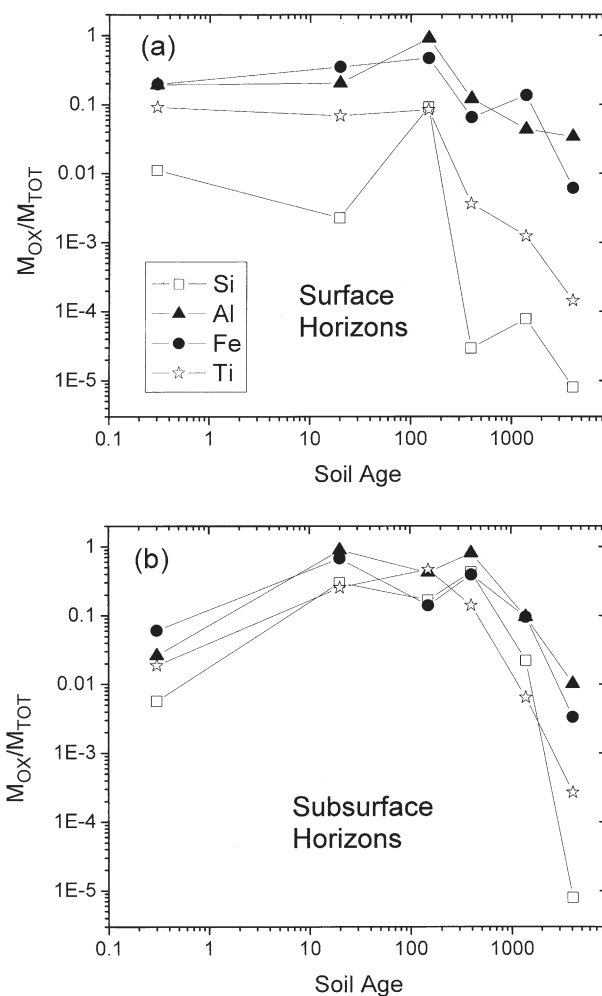 (a)
1
0.1
0.01
1E-3
1E-4
1E-5
M_OX/M_TOT
Si
Al
Fe
Ti
Surface
Horizons
0.1 1 10 100 1000
Soil Age
(b)
1
0.1
0.01
1E-3
1E-4
1E-5
M_OX/M_TOT
Subsurface
Horizons
0.1 1 10 100 1000
Soil Age